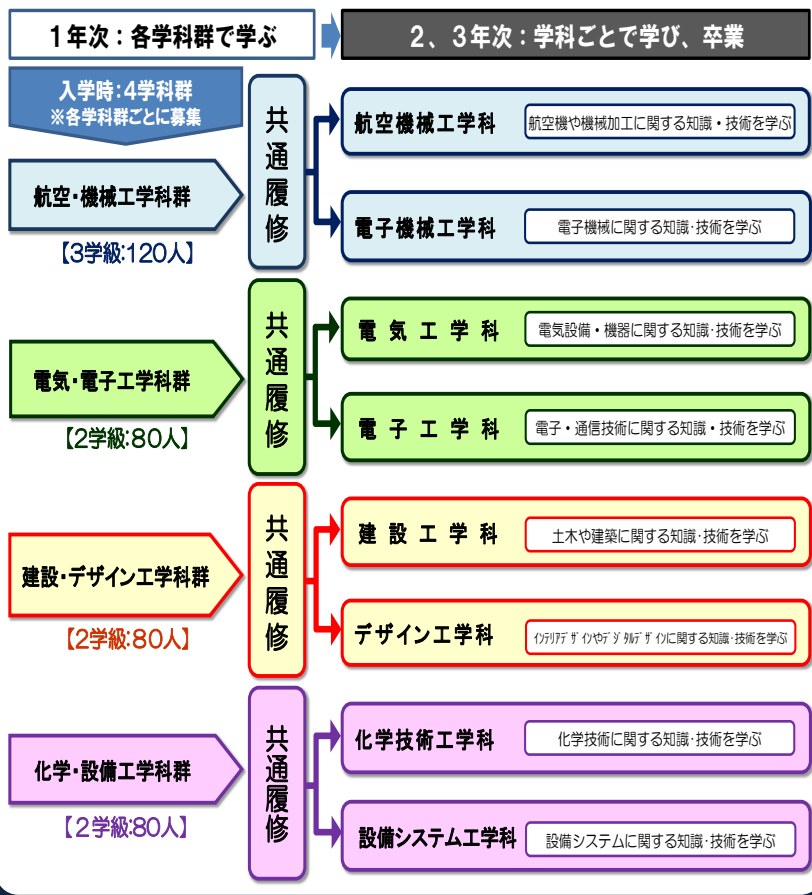 1年次：各学科群で学ぶ
2、3年次：学科ごとで学び、卒業
入学時:4学科群
※各学科群ごとに募集
航空・機械工学科群
【3学級:120人】
共通履修
航空機械工学科
航空機や機械加工に関する知識・技術を学ぶ
電子機械工学科
電子機械に関する知識・技術を学ぶ
電気・電子工学科群
【2学級:80人】
共通履修
電気工学科
電気設備・機器に関する知識・技術を学ぶ
電子工学科
電子・通信技術に関する知識・技術を学ぶ
建設・デザイン工学科群
【2学級:80人】
共通履修
建設工学科
土木や建築に関する知識・技術を学ぶ
デザイン工学科
ｲﾝﾃﾘｱﾃﾞｻﾞｲﾝやﾃﾞｼﾞﾀﾙﾃﾞｻﾞｲﾝに関する知識・技術を学ぶ
化学・設備工学科群
【2学級:80人】
共通履修
化学技術工学科
化学技術に関する知識・技術を学ぶ
設備システム工学科
設備システムに関する知識・技術を学ぶ